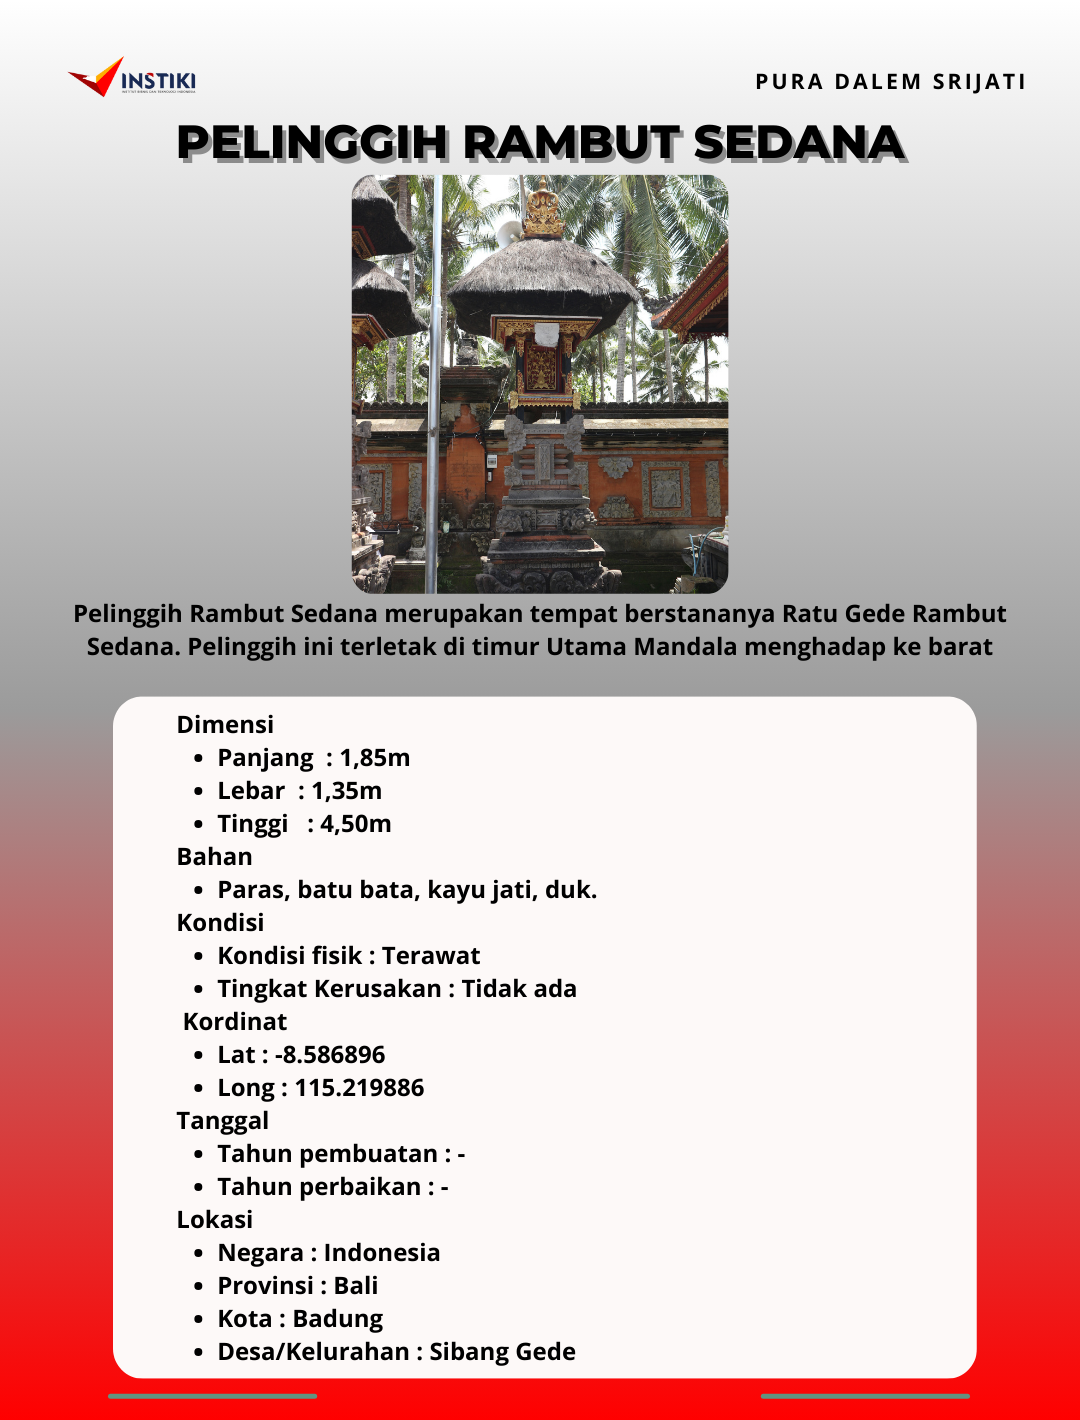 INSTIKI
PURA DALEM SRIJATI
PELINGGIH RAMBUT SEDANA
Pelinggih Rambut Sedana merupakan tempat berstananya Ratu Gede Rambut
Sedana. Pelinggih ini terletak di timur Utama Mandala menghadap ke barat
Dimensi
• Panjang  : 1,85m
• Lebar  : 1,35m
• Tinggi   : 4,50m
Bahan
• Paras, batu bata, kayu jati, duk.
Kondisi
• Kondisi fisik : Terawat
• Tingkat Kerusakan : Tidak ada
Kordinat
• Lat : -8.586896
• Long : 115.219886
Tanggal
• Tahun pembuatan : -
• Tahun perbaikan : -
Lokasi
• Negara : Indonesia
• Provinsi : Bali
• Kota : Badung
• Desa/Kelurahan : Sibang Gede